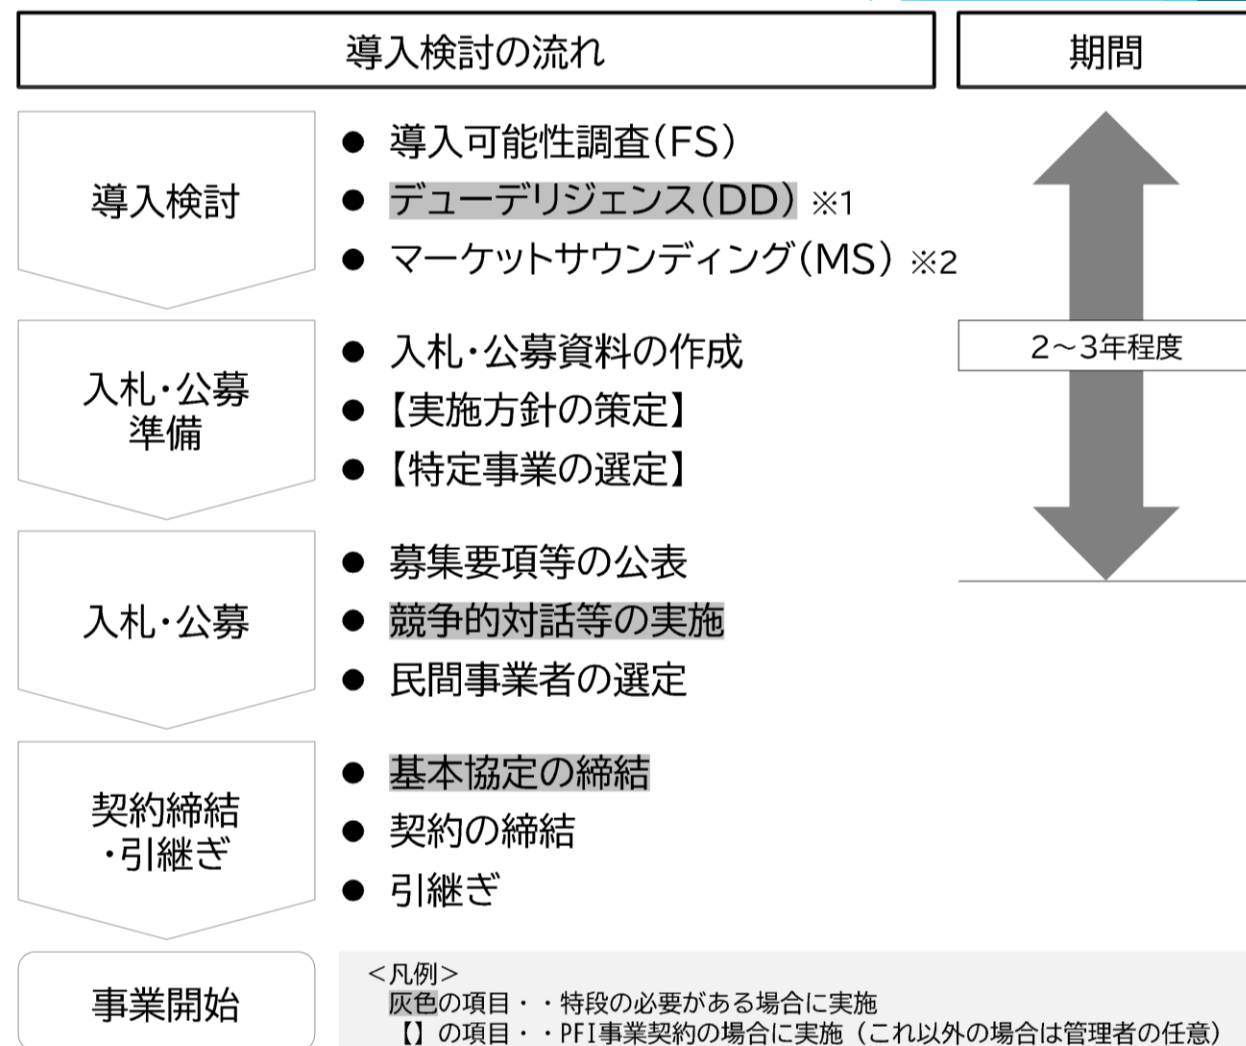 導入検討の流れ
期間
導入検討
● 導入可能性調査(FS)
● デューデリジェンス(DD) ※1
● マーケットサウンディング(MS) ※2
2～3年程度
入札・公募
準備
● 入札・公募資料の作成
● 【実施方針の策定】
● 【特定事業の選定】
入札・公募
● 募集要項等の公表
● 競争的対話等の実施
● 民間事業者の選定
契約締結
・引継ぎ
● 基本協定の締結
● 契約の締結
● 引継ぎ
事業開始
＜凡例＞
灰色の項目・・特段の必要がある場合に実施
【】の項目・・PFI事業契約の場合に実施（これ以外の場合は管理者の任意）